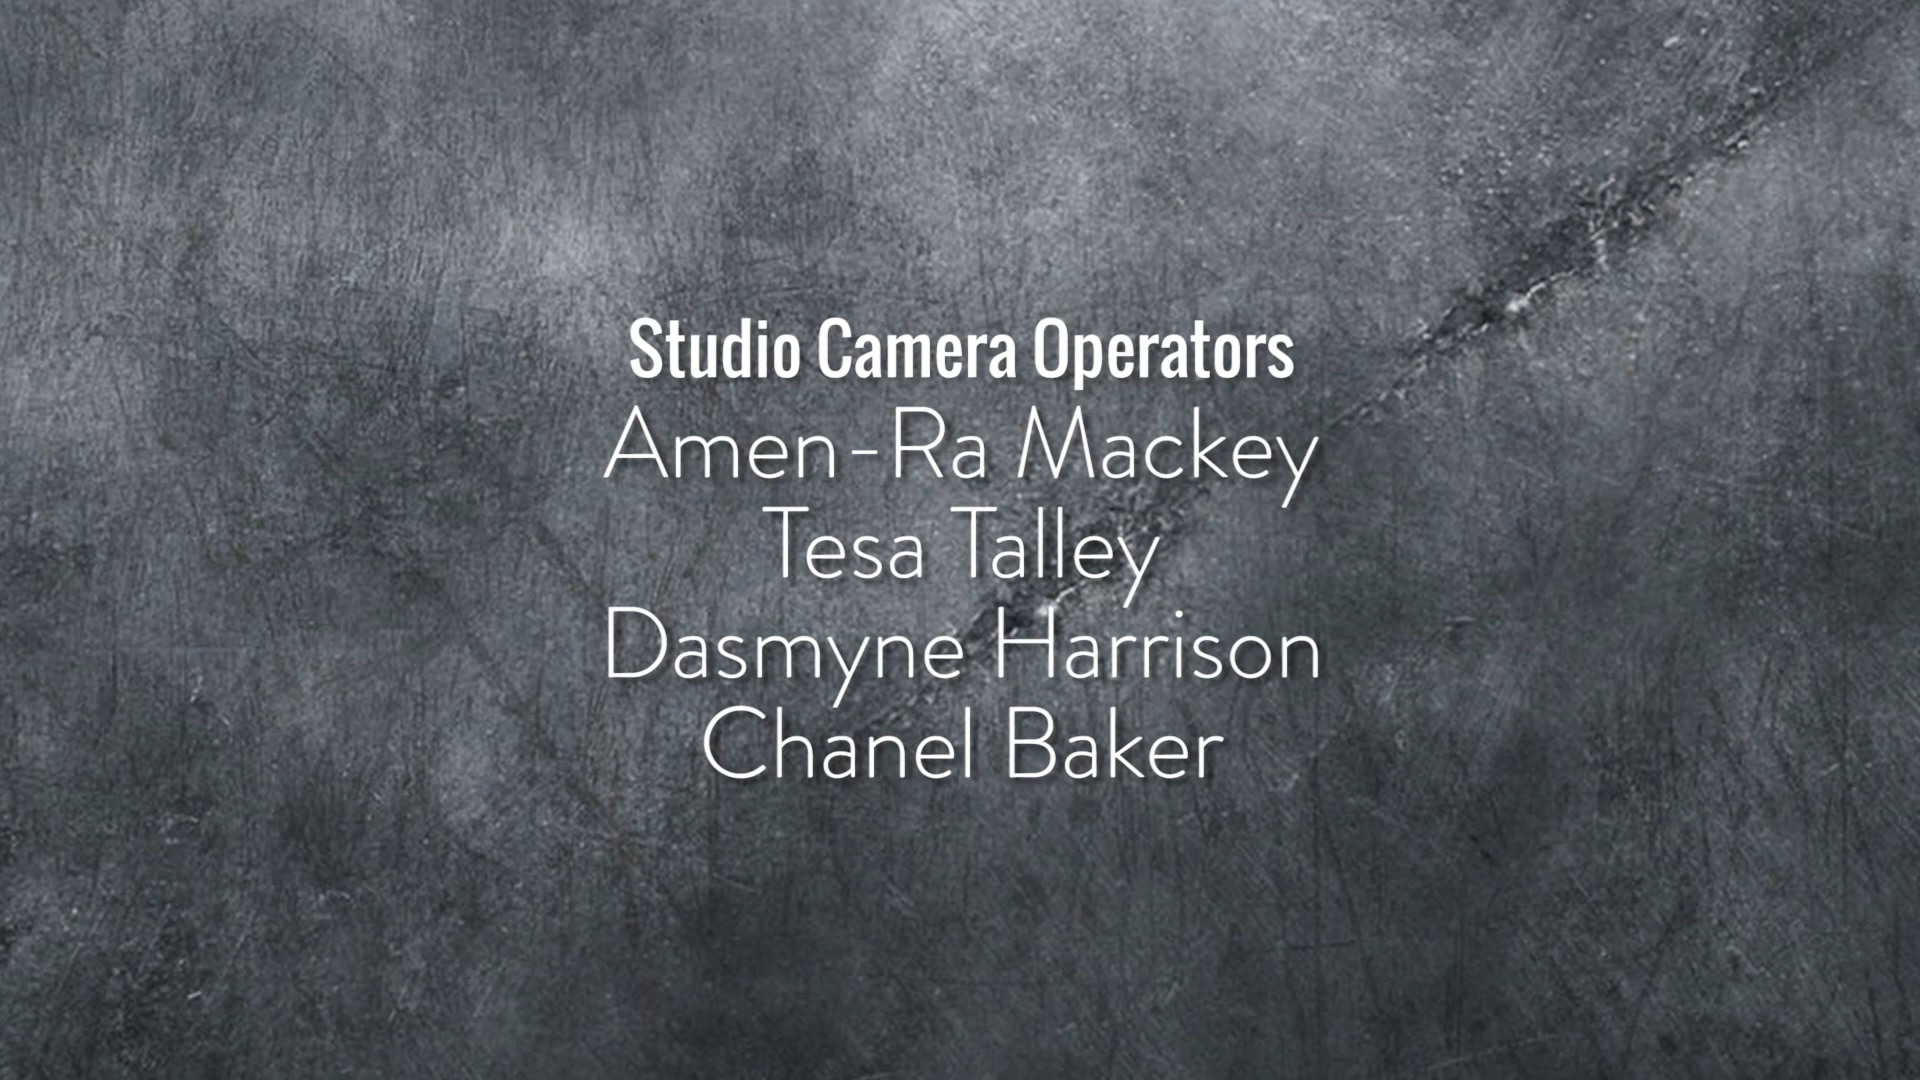 Studio Camera Operators
Amen-Ra Mackey
Tesa Talley
Dasmyne Harrison
Chanel Baker